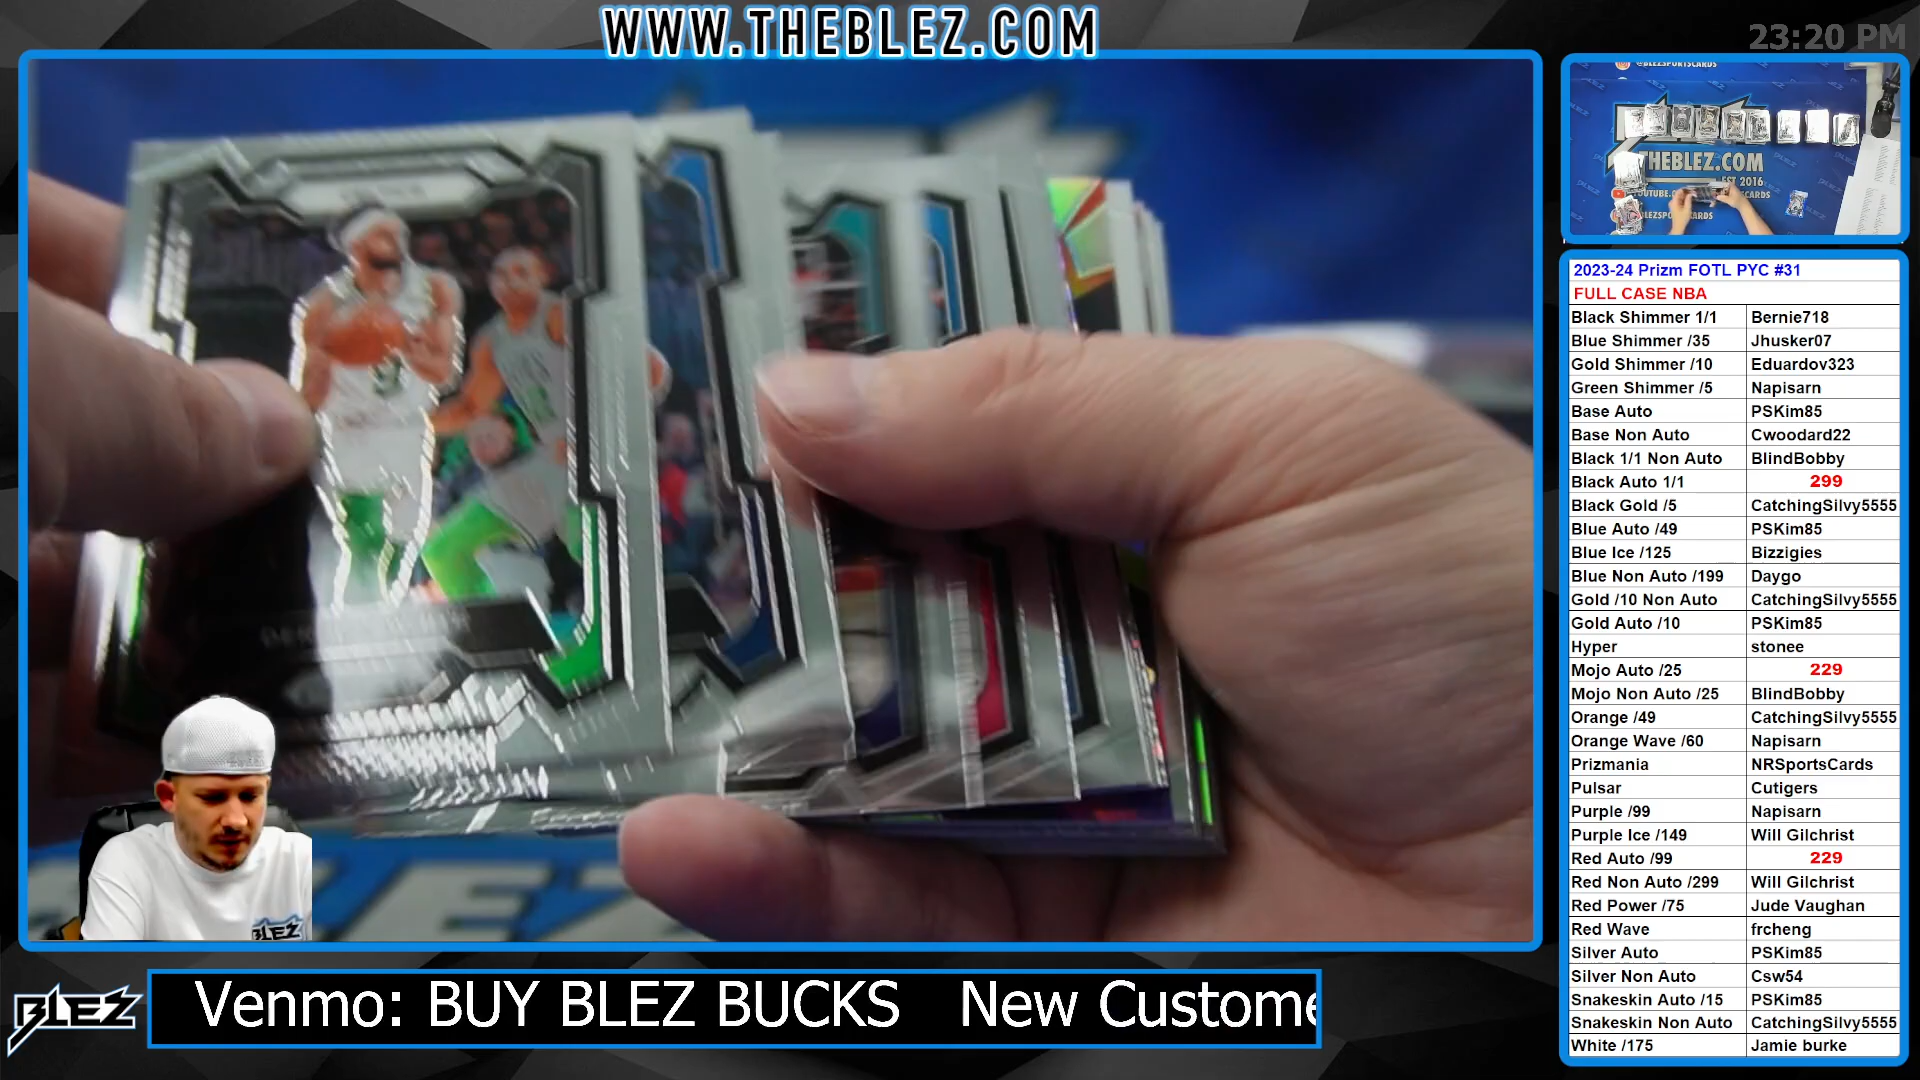 WWW.THEBLEZ.COM
23:20 PM
@BLEZSPORTSCARDS
THEBLEZ.COM
EST 2016
2023-24 Prizm FOTL PYC #31
FULL CASE NBA
Black Shimmer 1/1 Bernie718
Blue Shimmer /35 Jhusker07
Gold Shimmer /10 Eduardov323
Green Shimmer /5 Napisarn
Base Auto PSKim85
Base Non Auto Cwoodard22
Black 1/1 Non Auto BlindBobby
Black Auto 1/1 299
Black Gold /5 CatchingSilvy5555
Blue Auto /49 PSKim85
Blue Ice /125 Bizzigies
Blue Non Auto /199 Daygo
Gold /10 Non Auto CatchingSilvy5555
Gold Auto /10 PSKim85
Hyper stonee
Mojo Auto /25 229
Mojo Non Auto /25 BlindBobby
Orange /49 CatchingSilvy5555
Orange Wave /60 Napisarn
Prizmania NRSportsCards
Pulsar Cutigers
Purple /99 Napisarn
Purple Ice /149 Will Gilchrist
Red Auto /99 229
Red Non Auto /299 Will Gilchrist
Red Power /75 Jude Vaughan
Red Wave frcheng
Silver Auto PSKim85
Silver Non Auto Csw54
Snakeskin Auto /15 PSKim85
Snakeskin Non Auto CatchingSilvy5555
White /175 Jamie burke
BLEZ
BLEZ
Venmo: BUY BLEZ BUCKS New Custome